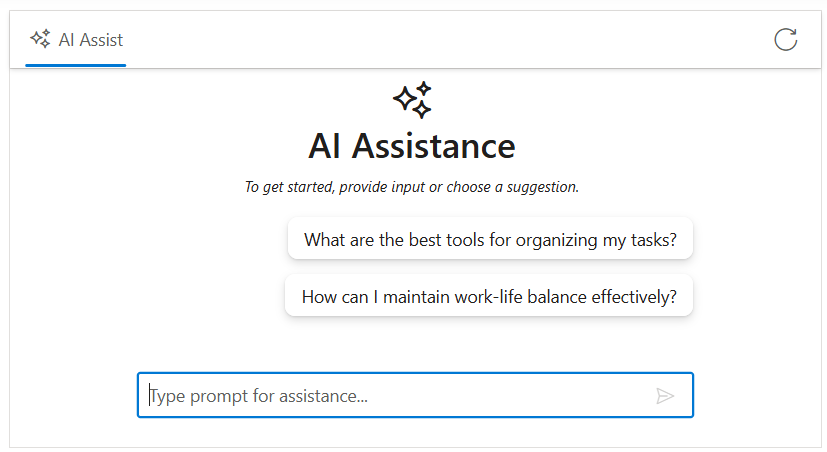 AI Assist
AI Assistance
To get started, provide input or choose a suggestion.
What are the best tools for organizing my tasks?
How can I maintain work-life balance effectively?
Type prompt for assistance...